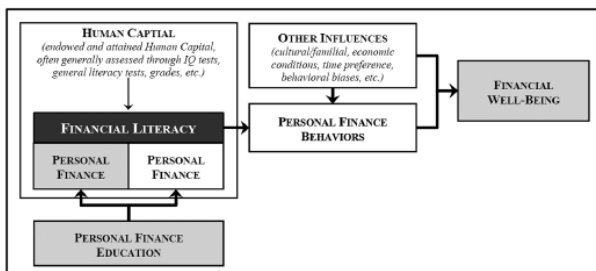 HUMAN CAPTIAL
(endowed and attained Human Capital,
often generally assessed through IQ tests,
general literacy tests, grades, etc.)
OTHER INFLUENCES
(cultural/familial, economic
conditions, time preference,
behavioral biases, etc.)
FINANCIAL
WELL-BEING
FINANCIAL LITERACY
PERSONAL
FINANCE
PERSONAL
FINANCE
PERSONAL FINANCE
BEHAVIORS
PERSONAL FINANCE
EDUCATION